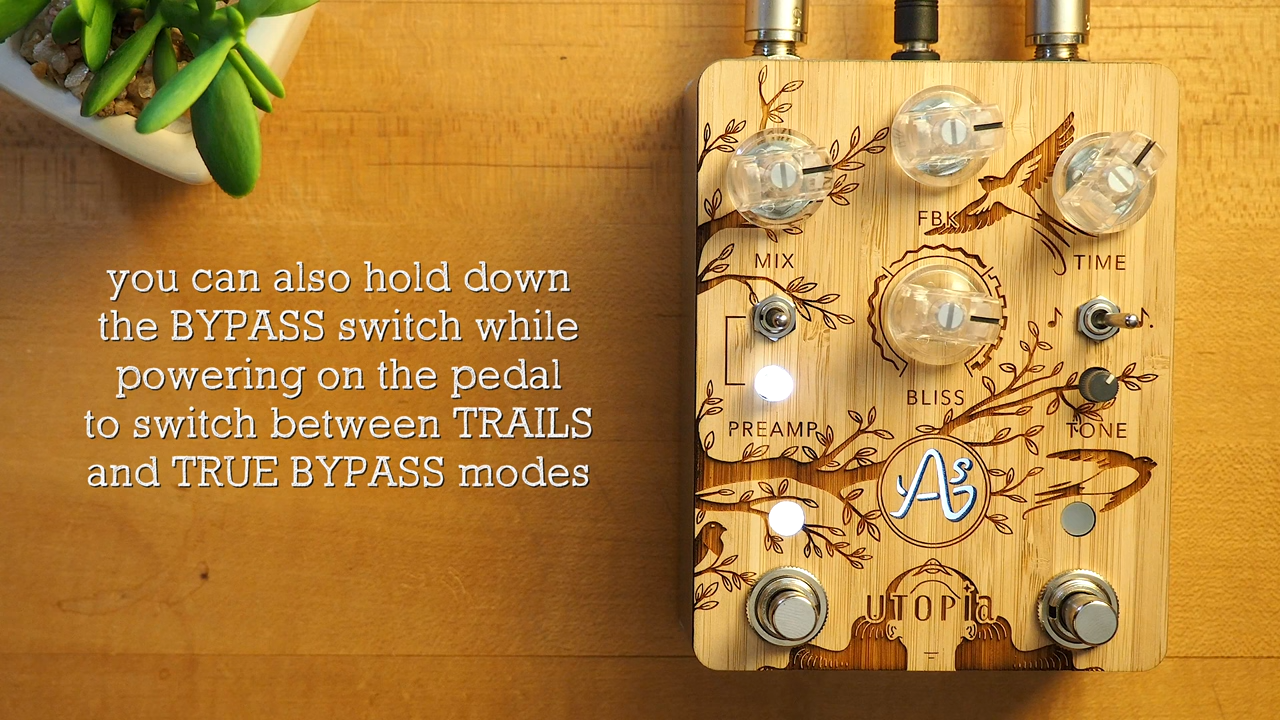 you can also hold down
the BYPASS switch while
powering on the pedal
to switch between TRAILS
and TRUE BYPASS modes
FBK
MIX
TIME
BLISS
PREAMP
TONE
AS
UTOPIA